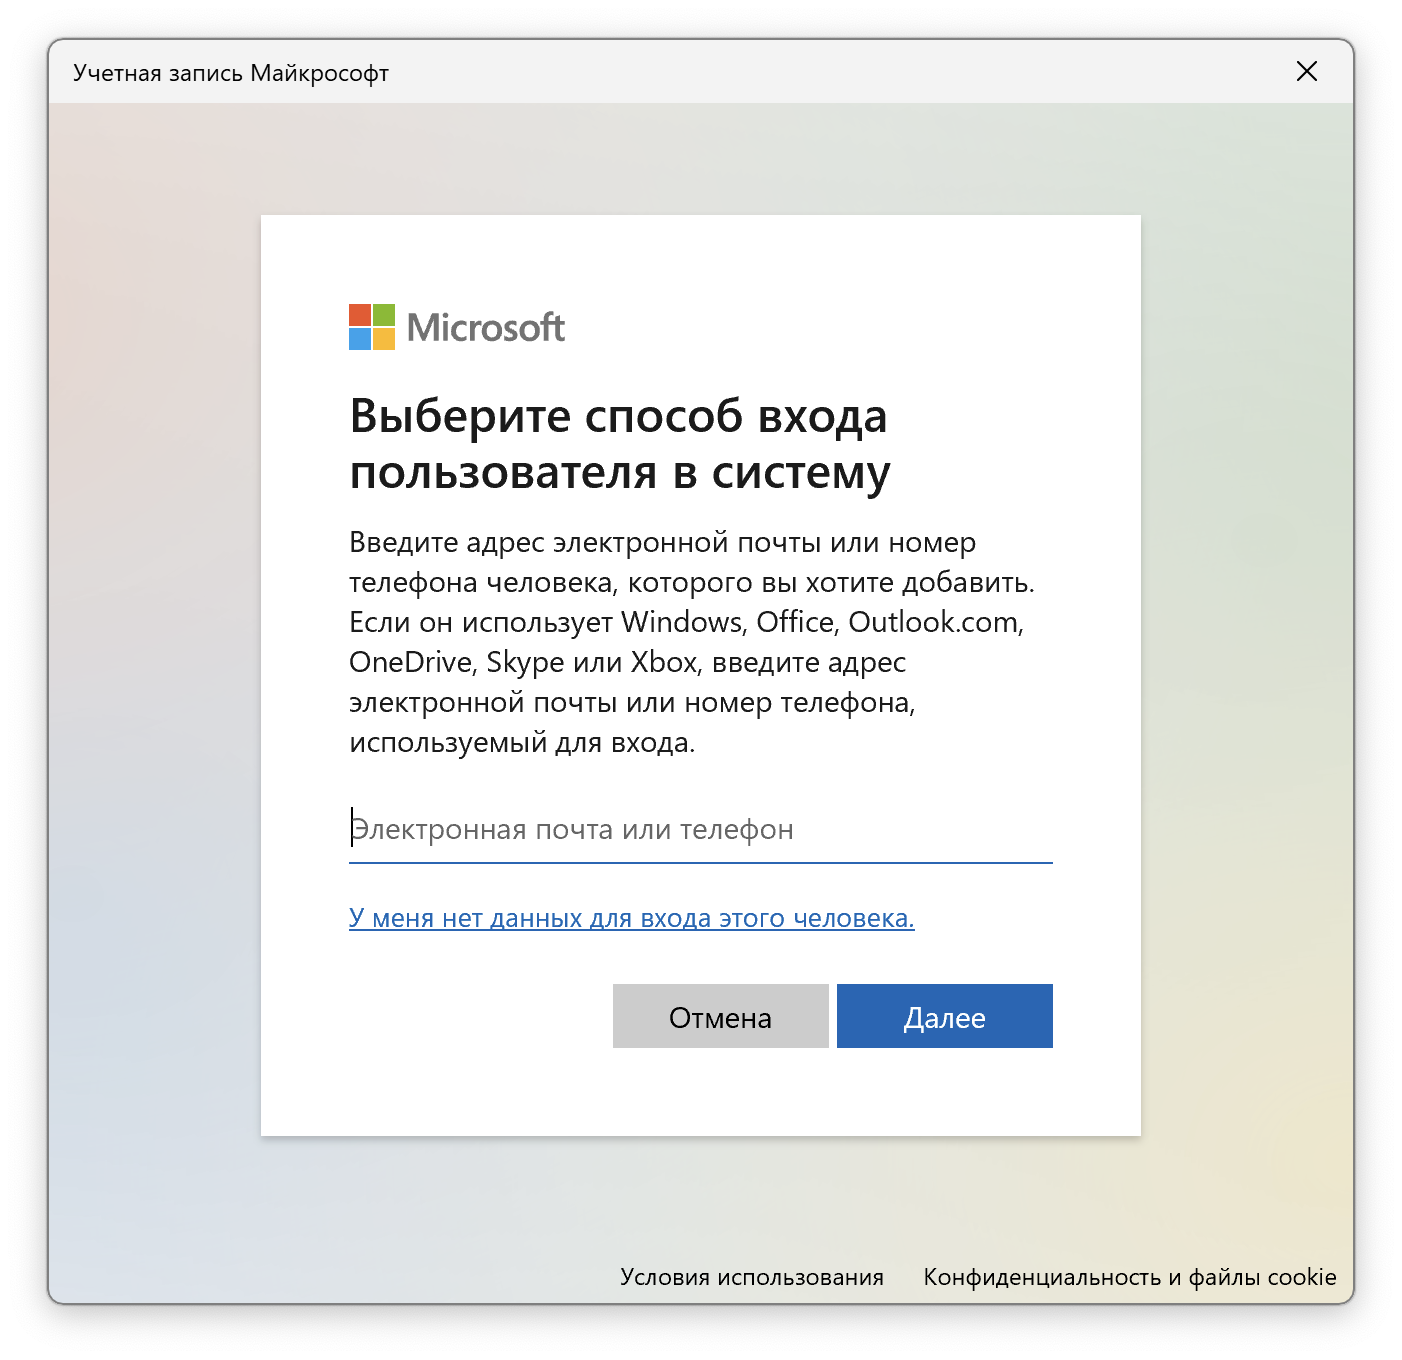 Учетная запись Майкрософт
Microsoft
Выберите способ входа
пользователя в систему
Введите адрес электронной почты или номер
телефона человека, которого вы хотите добавить.
Если он использует Windows, Office, Outlook.com,
OneDrive, Skype или Xbox, введите адрес
электронной почты или номер телефона,
используемый для входа.
Электронная почта или телефон
У меня нет данных для входа этого человека.
Отмена Далее
Условия использования Конфиденциальность и файлы cookie